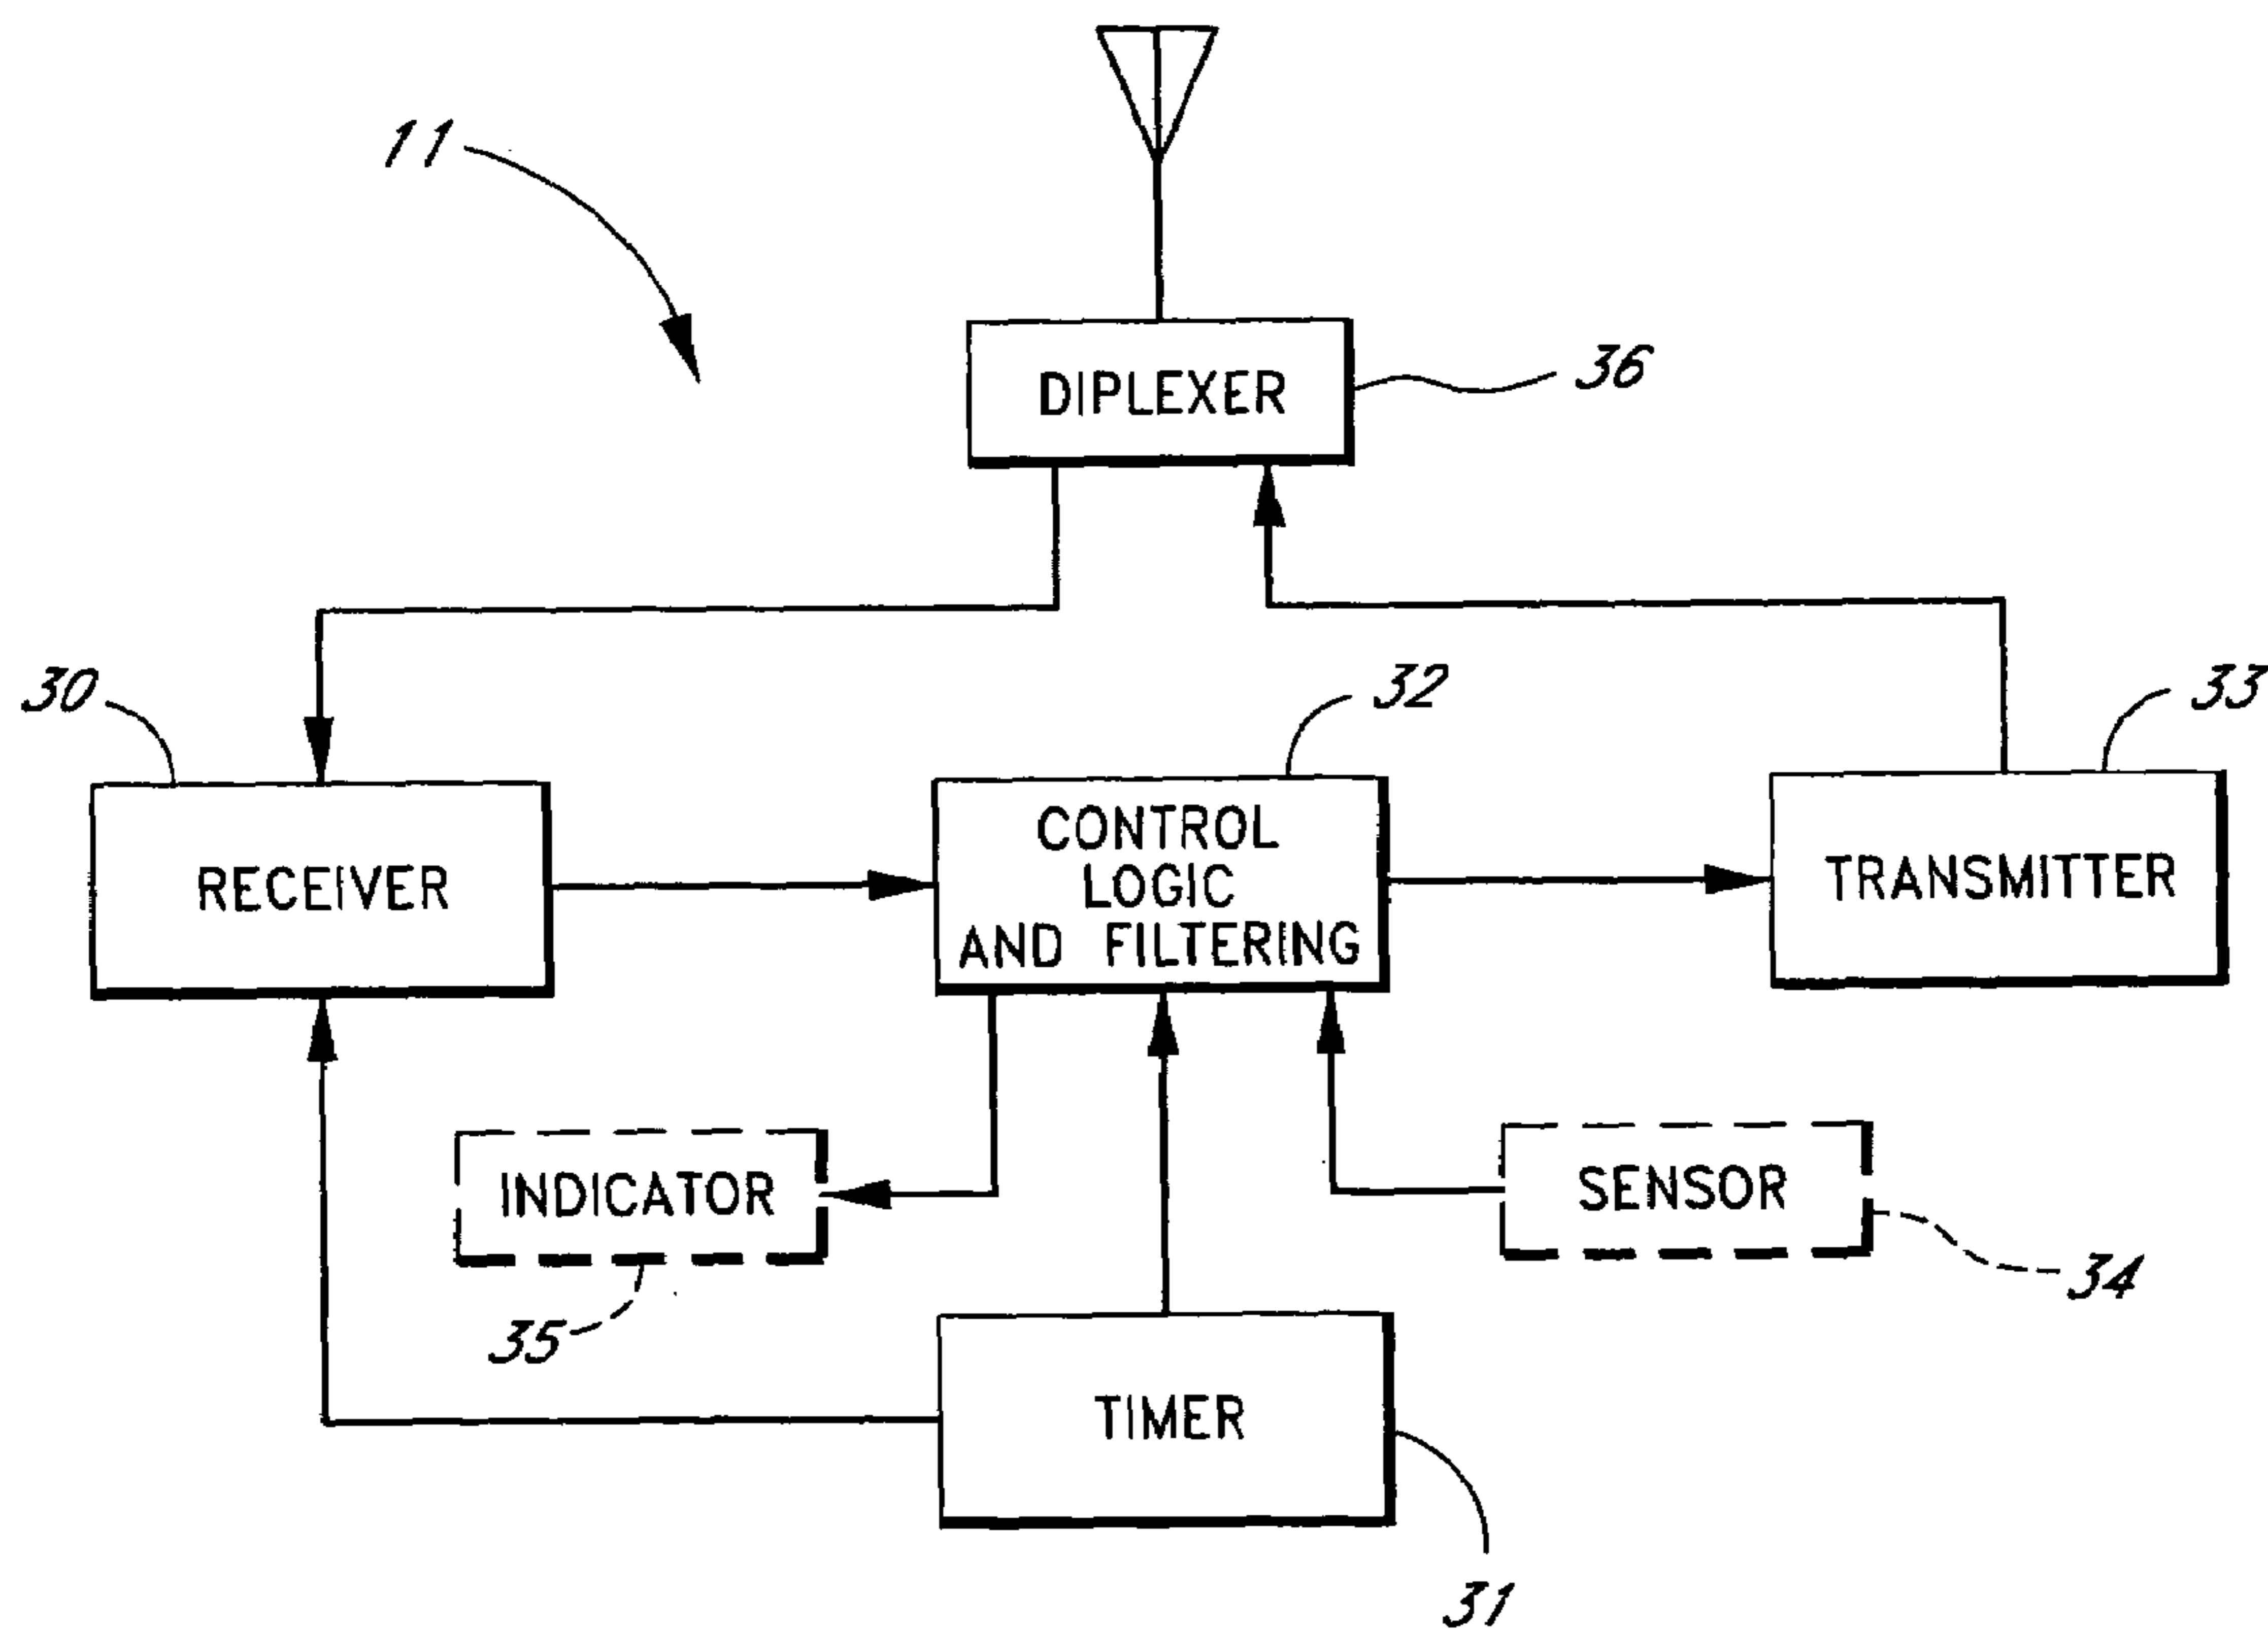 11
DIPLEXER
36
30
32
33
RECEIVER
CONTROL
LOGIC
AND FILTERING
TRANSMITTER
INDICATOR
SENSOR
35
34
TIMER
31